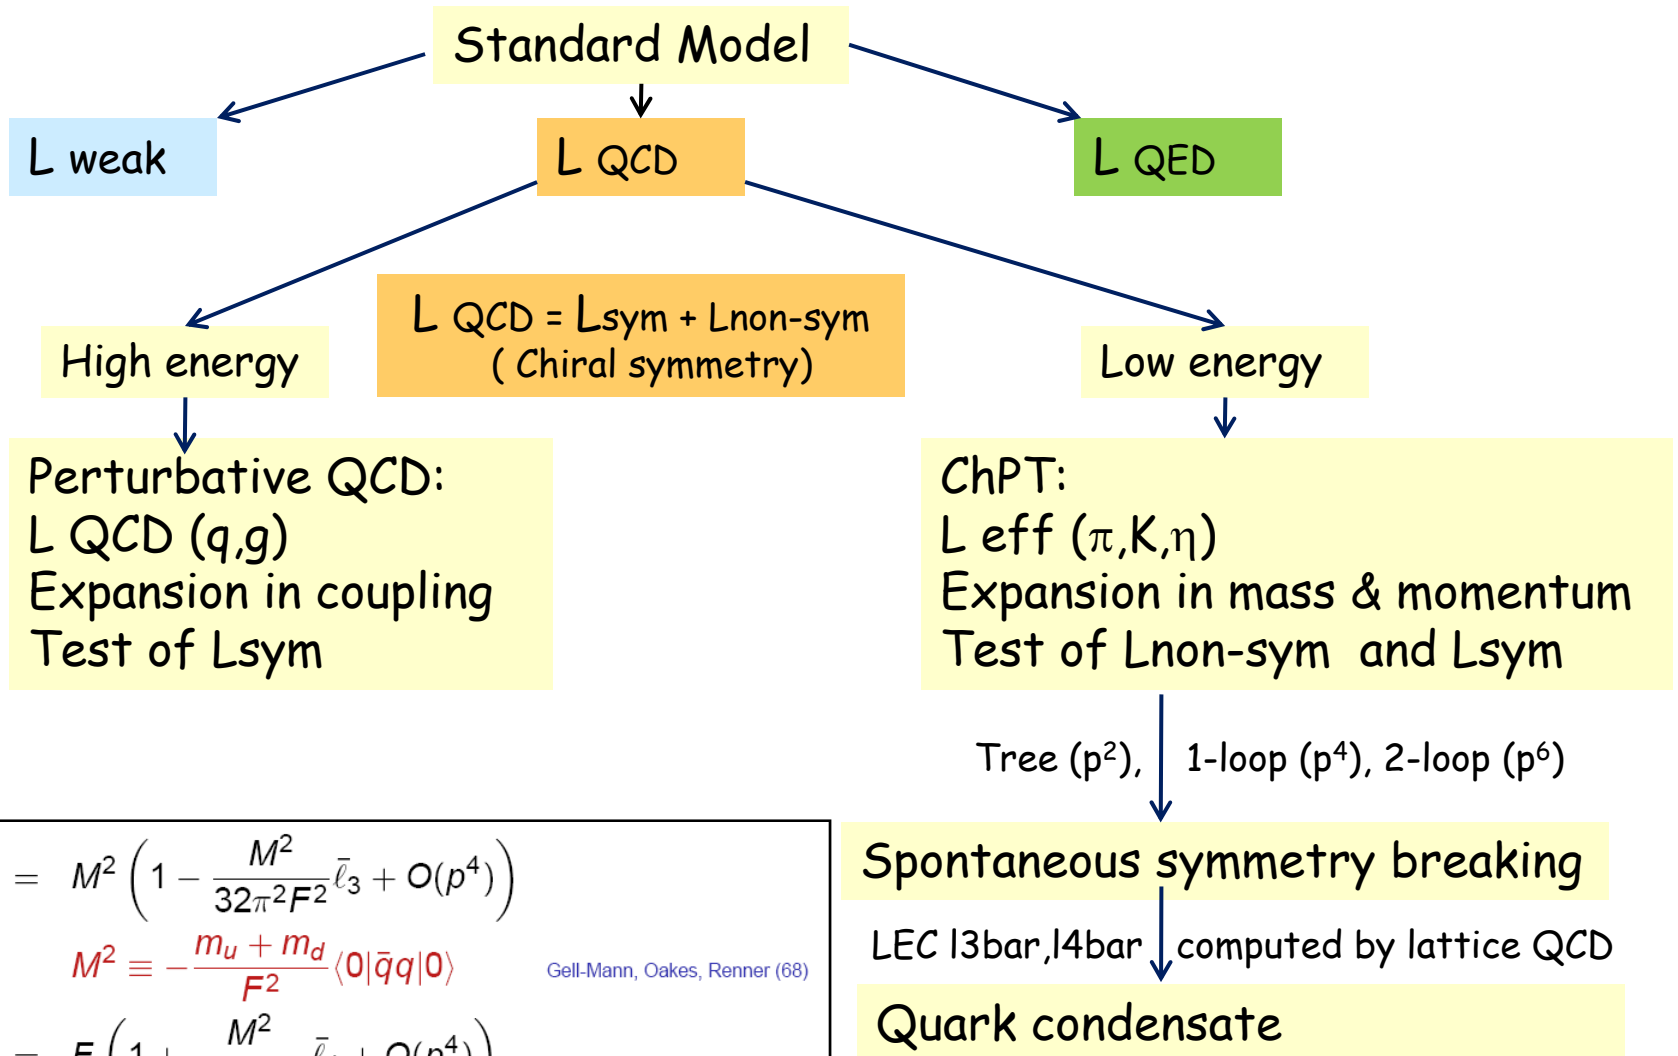 Standard Model
L weak
L QCD
L QED
L QCD = Lsym + Lnon-sym
( Chiral symmetry)
High energy
Low energy
Perturbative QCD:
L QCD (q,g)
Expansion in coupling
Test of Lsym
ChPT:
L eff (π,K,η)
Expansion in mass & momentum
Test of Lnon-sym and Lsym
Tree (p²), 1-loop (p⁴), 2-loop (p⁶)
Spontaneous symmetry breaking
LEC l3bar,l4bar computed by lattice QCD
Quark condensate
= M² (1 − M²/32π²F² ℓ̄₃ + O(p⁴))
M² ≡ − (m_u + m_d)/F² ⟨0|q̄q|0⟩ Gell-Mann, Oakes, Renner (68)